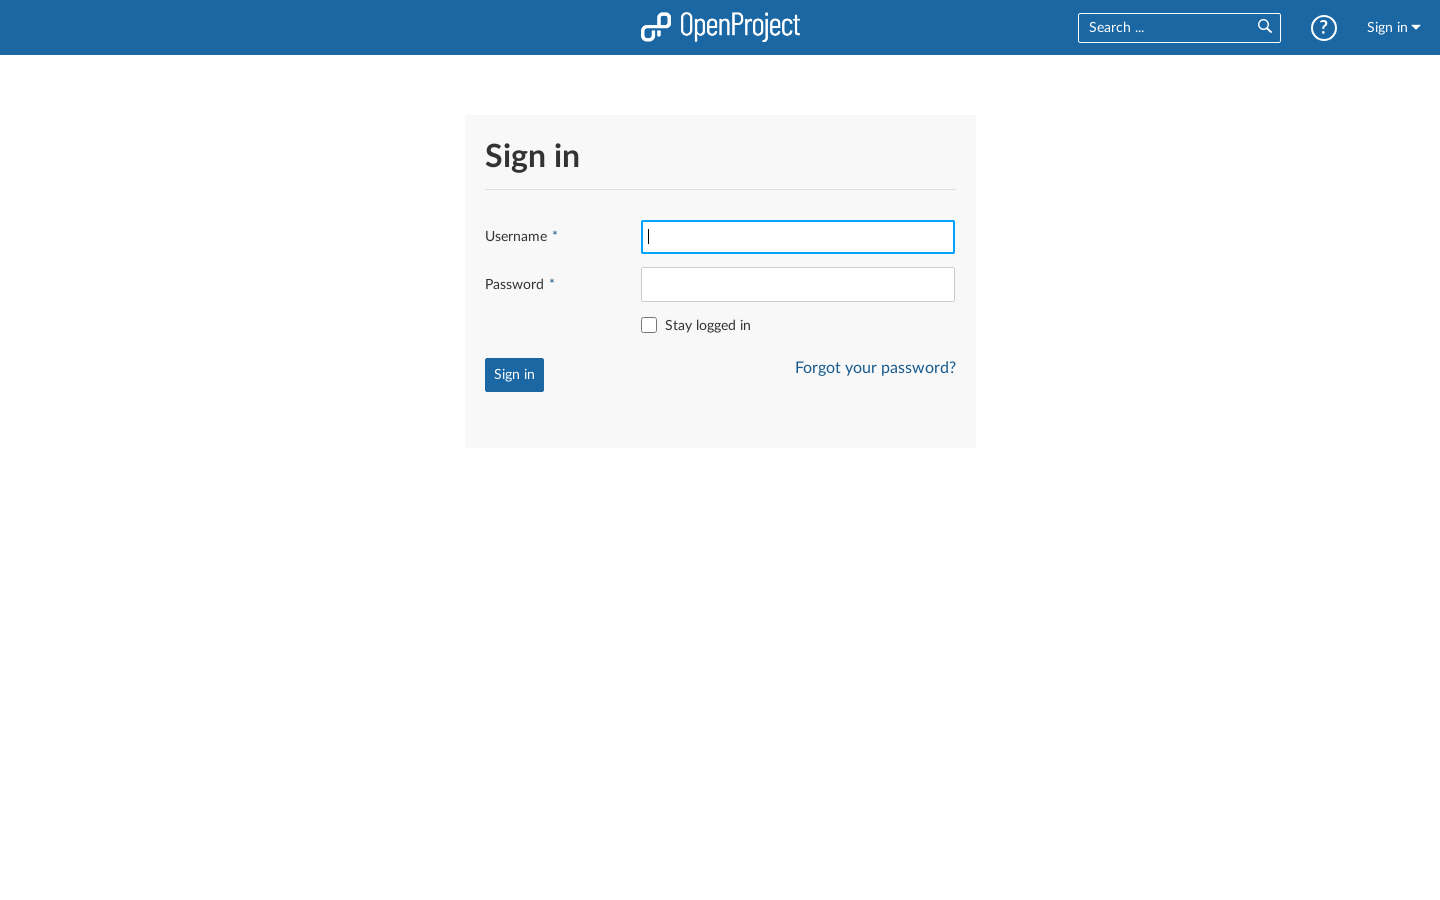 OpenProject
Search ...
?
Sign in
Sign in
Username *
Password *
Stay logged in
Sign in
Forgot your password?